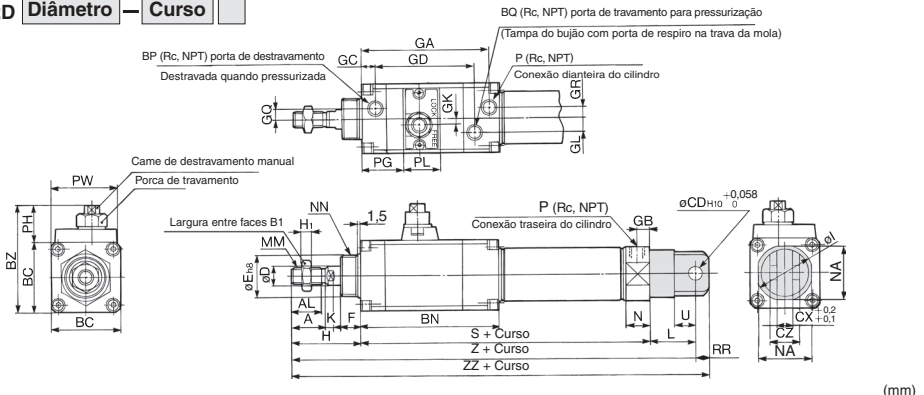 D Diâmetro — Curso
BQ (Rc, NPT) porta de travamento para pressurização
(Tampa do bujão com porta de respiro na trava da mola)
BP (Rc, NPT) porta de destravamento
Destravada quando pressurizada
GA
GC
GD
P (Rc, NPT)
Conexão dianteira do cilindro
GQ
LOCK
FREE
GK
GR
GL
PG
PL
Came de destravamento manual
Porca de travamento
PW
PH
BZ
BC
BC
Largura entre faces B1
NN
MM
H1
1,5
øEh8
øD
AL
A
K
H
F
BN
P (Rc, NPT)
Conexão traseira do cilindro
GB
øCDH10 +0,058 0
N
U
L
RR
S + Curso
Z + Curso
ZZ + Curso
øI
NA
CX +0,2 +0,1
CZ
NA
(mm)